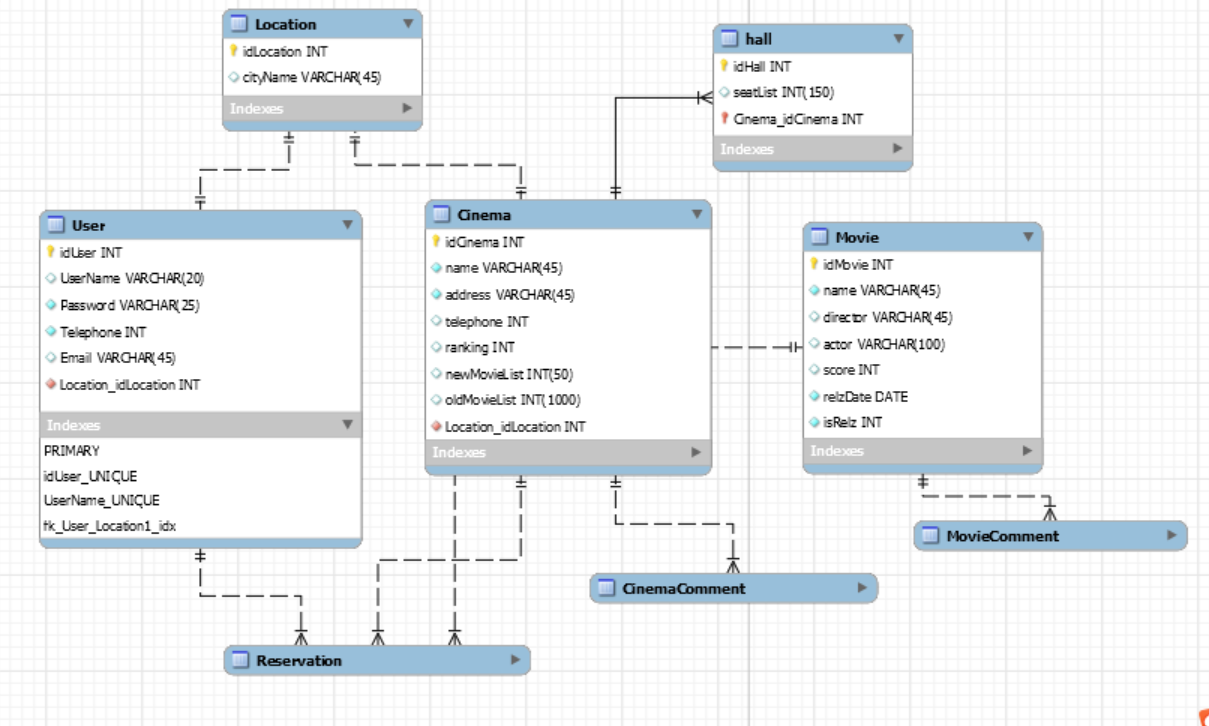 Location
idLocation INT
cityName VARCHAR(45)
Indexes
hall
idHall INT
seatList INT(150)
Cinema_idCinema INT
Indexes
User
idUser INT
UserName VARCHAR(20)
Password VARCHAR(25)
Telephone INT
Email VARCHAR(45)
Location_idLocation INT
Indexes
PRIMARY
idUser_UNIQUE
UserName_UNIQUE
fk_User_Location1_idx
Cinema
idCinema INT
name VARCHAR(45)
address VARCHAR(45)
telephone INT
ranking INT
newMovieList INT(50)
oldMovieList INT(1000)
Location_idLocation INT
Indexes
Movie
idMovie INT
name VARCHAR(45)
director VARCHAR(45)
actor VARCHAR(100)
score INT
relzDate DATE
isRelz INT
Indexes
MovieComment
CinemaComment
Reservation